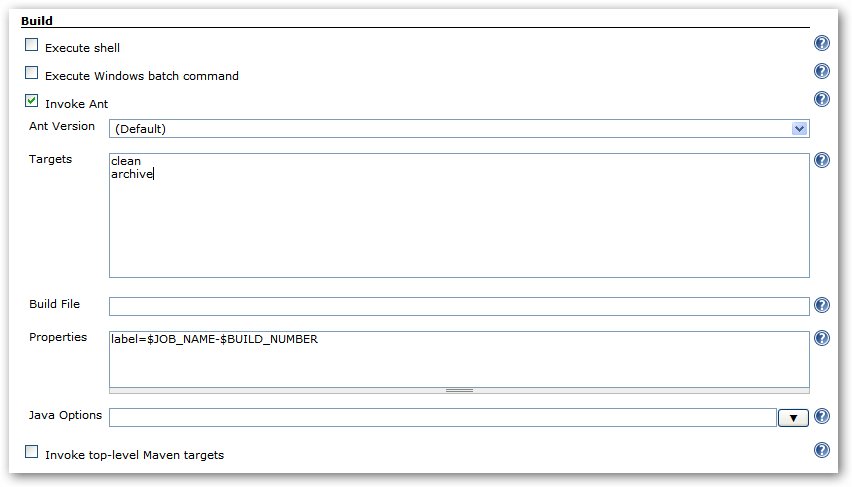 Build
Execute shell
Execute Windows batch command
Invoke Ant
Ant Version (Default)
Targets clean
archive
Build File
Properties label=$JOB_NAME-$BUILD_NUMBER
Java Options
Invoke top-level Maven targets